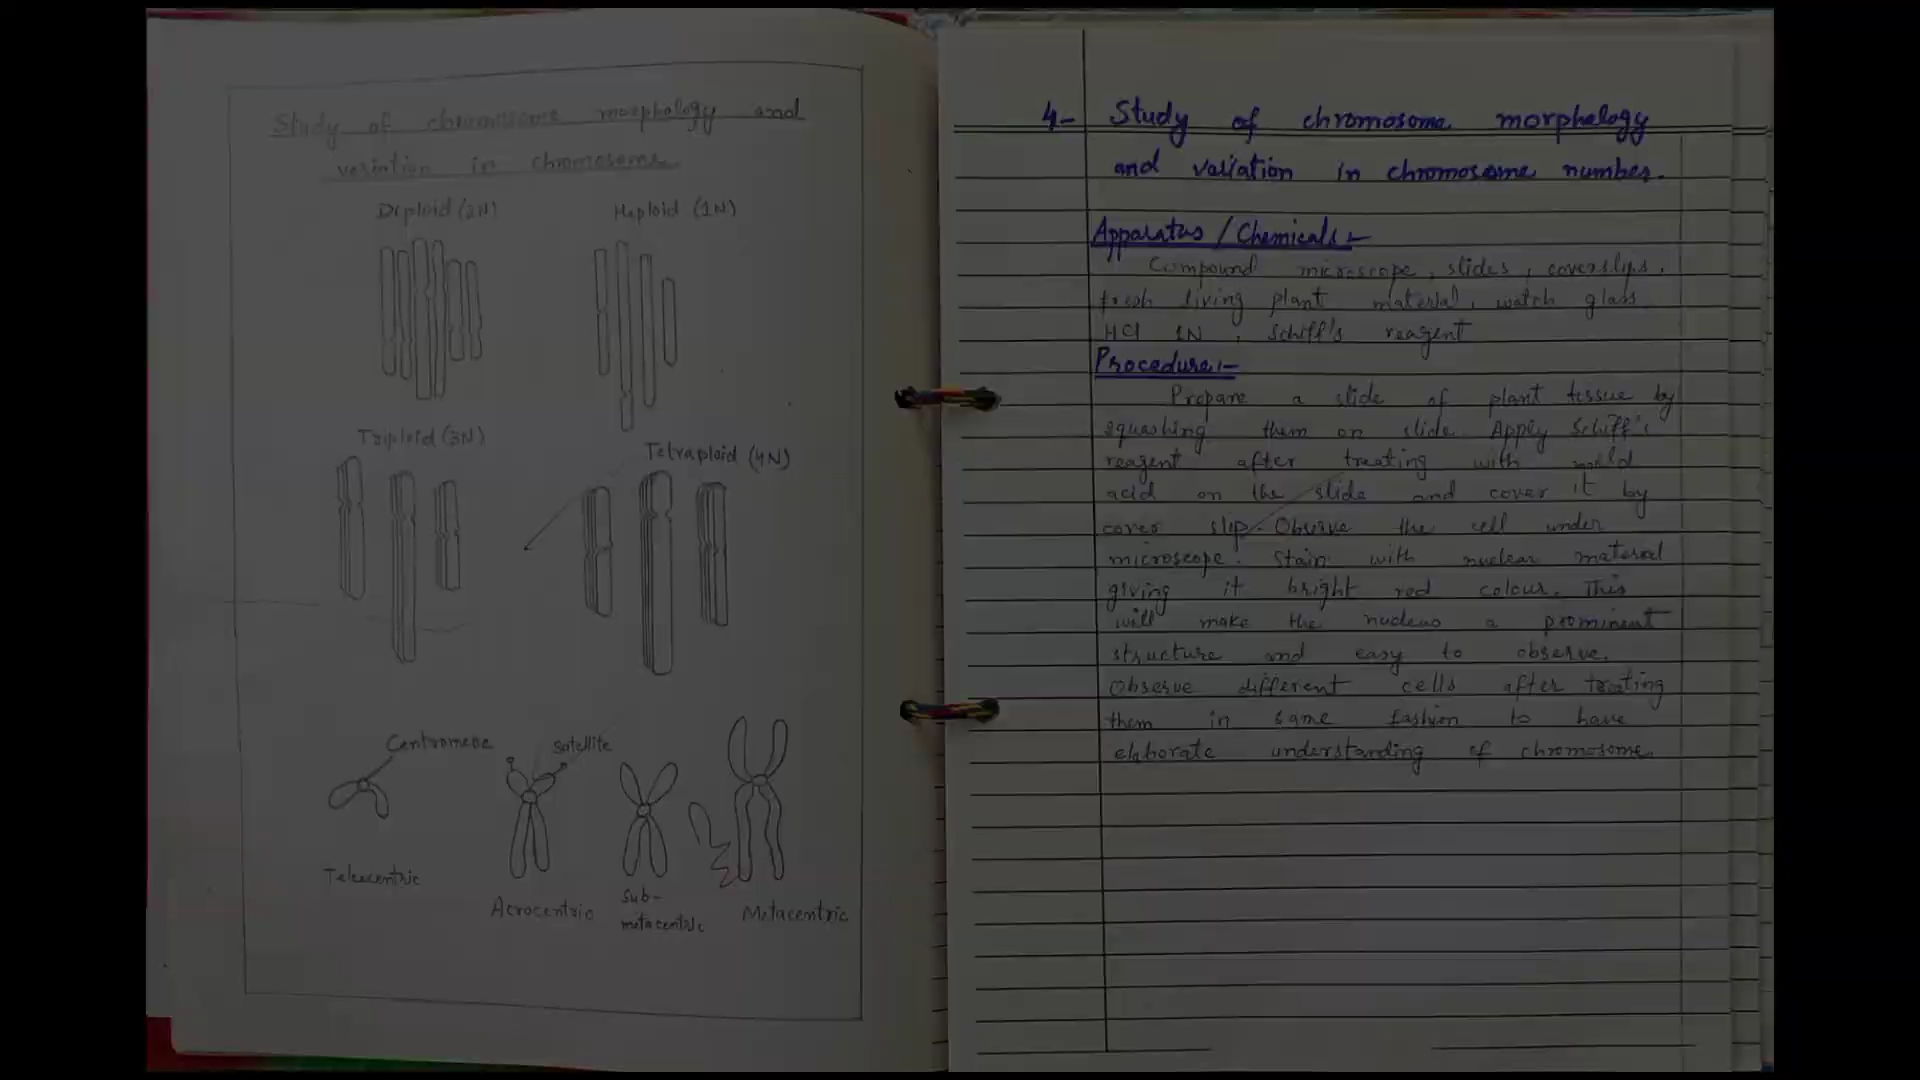 Study of chromosome morphology and
variation in chromosome
Diploid (2N)
Haploid (1N)
Triploid (3N)
Tetraploid (4N)
Centromere
Satellite
Telocentric
Acrocentric
Sub-
metacentric
Metacentric
4- Study of chromosome morphology
and variation in chromosome number.
Apparatus / Chemicals :-
Compound microscope, slides, coverslips,
fresh living plant material, watch glass
HCl 1N, Schiff's reagent
Procedure :-
Prepare a slide of plant tissue by
squashing them on slide. Apply Schiff's
reagent after treating with mild
acid on the slide and cover it by
cover slip. Observe the cell under
microscope. Stain with nuclear material
giving it bright red colour. This
will make the nucleus a prominent
structure and easy to observe.
Observe different cells after treating
them in same fashion to have
elaborate understanding of chromosome.